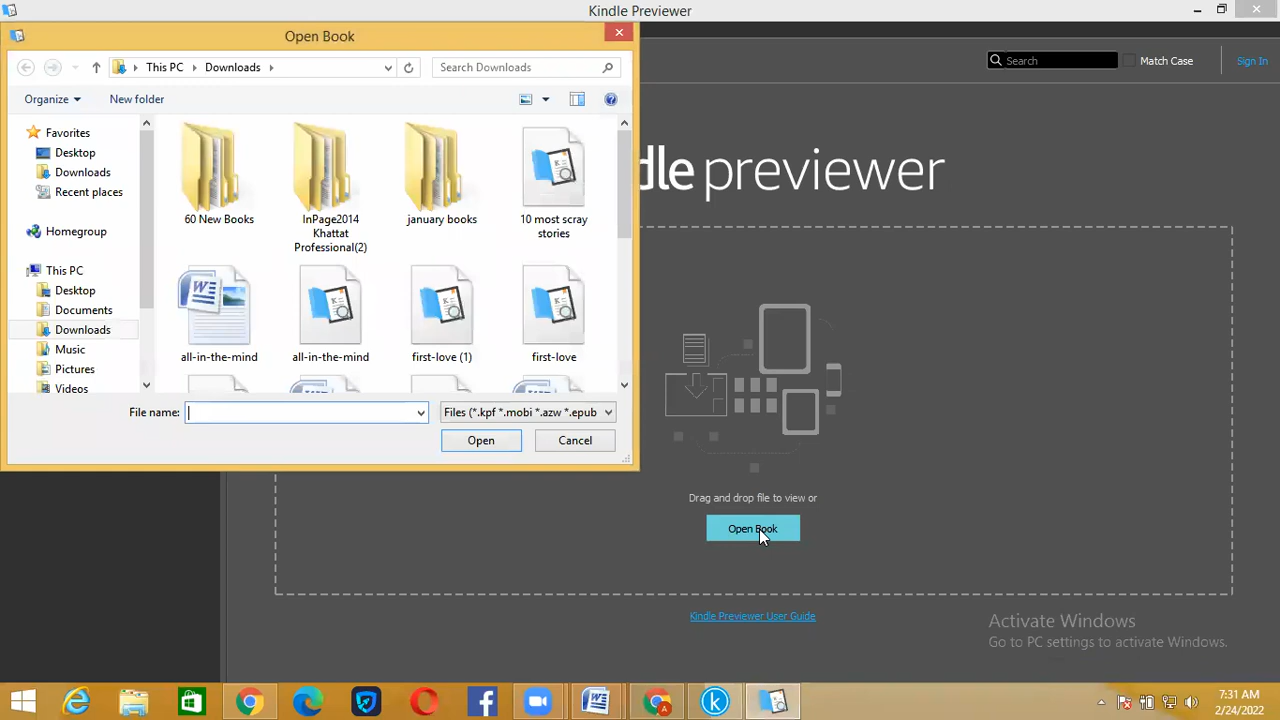 Kindle Previewer
Open Book
This PC
Downloads
Search Downloads
Search
Match Case
Sign In
Organize
New folder
Favorites
Desktop
Downloads
Recent places
Homegroup
This PC
Desktop
Documents
Downloads
Music
Pictures
Videos
60 New Books
InPage2014
Khattat
Professional(2)
january books
10 most scray
stories
all-in-the-mind
all-in-the-mind
first-love (1)
first-love
File name:
Files (*.kpf *.mobi *.azw *.epub
Open
Cancel
dle previewer
Drag and drop file to view or
Open Book
Kindle Previewer User Guide
Activate Windows
Go to PC settings to activate Windows.
7:31 AM
2/24/2022